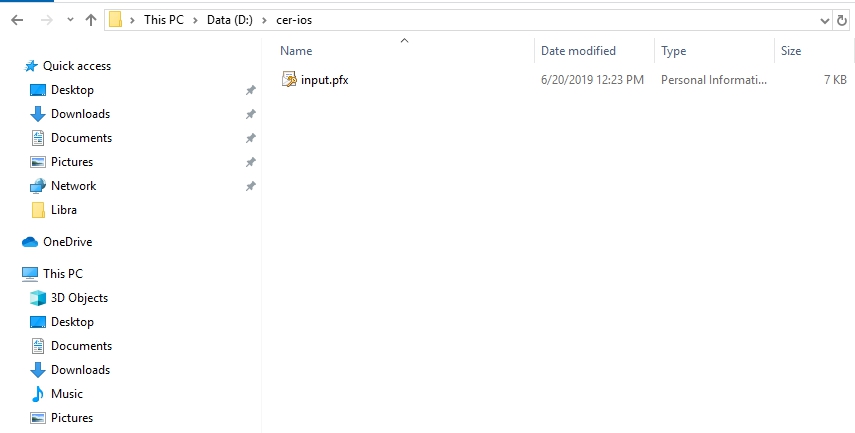 This PC > Data (D:) > cer-ios
Name Date modified Type Size
input.pfx 6/20/2019 12:23 PM Personal Informati... 7 KB
Quick access
Desktop
Downloads
Documents
Pictures
Network
Libra
OneDrive
This PC
3D Objects
Desktop
Documents
Downloads
Music
Pictures